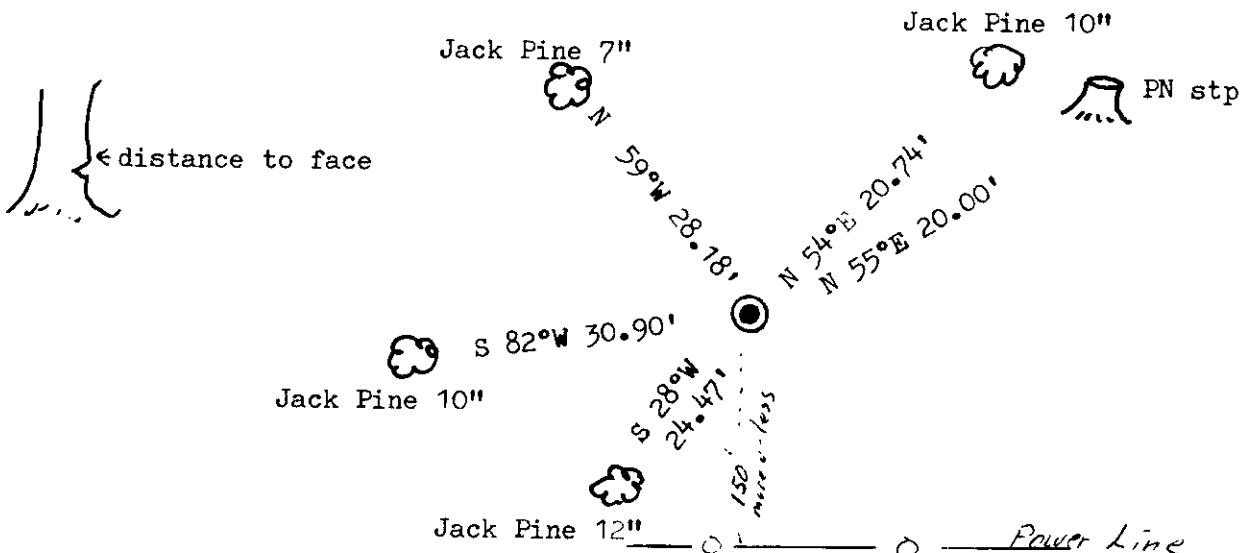 Jack Pine 10"
Jack Pine 7"
PN stp
distance to face
N 59°W 28.18'
N 54°E 20.74'
N 55°E 20.00'
S 82°W 30.90'
Jack Pine 10"
S 28°W
24.47'
150'
more or less
Jack Pine 12"
Power Line